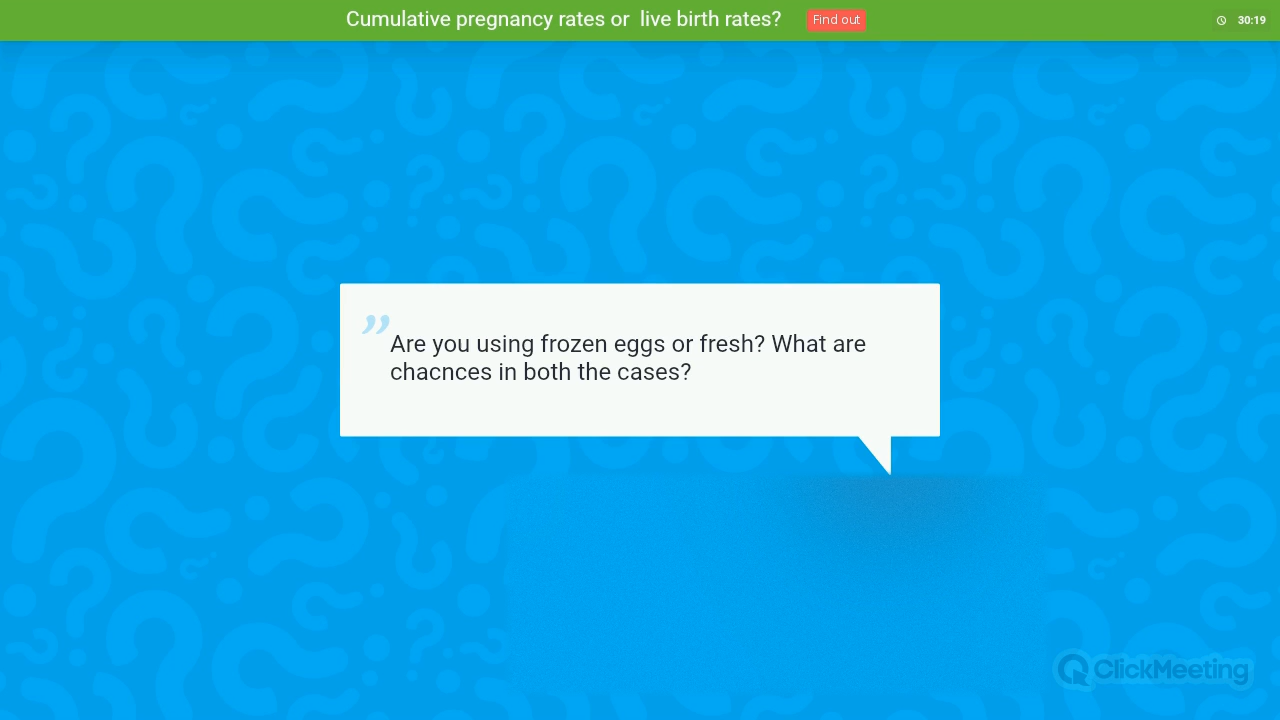 Cumulative pregnancy rates or  live birth rates? Find out 30:19
” Are you using frozen eggs or fresh? What are
chacnces in both the cases?
ClickMeeting